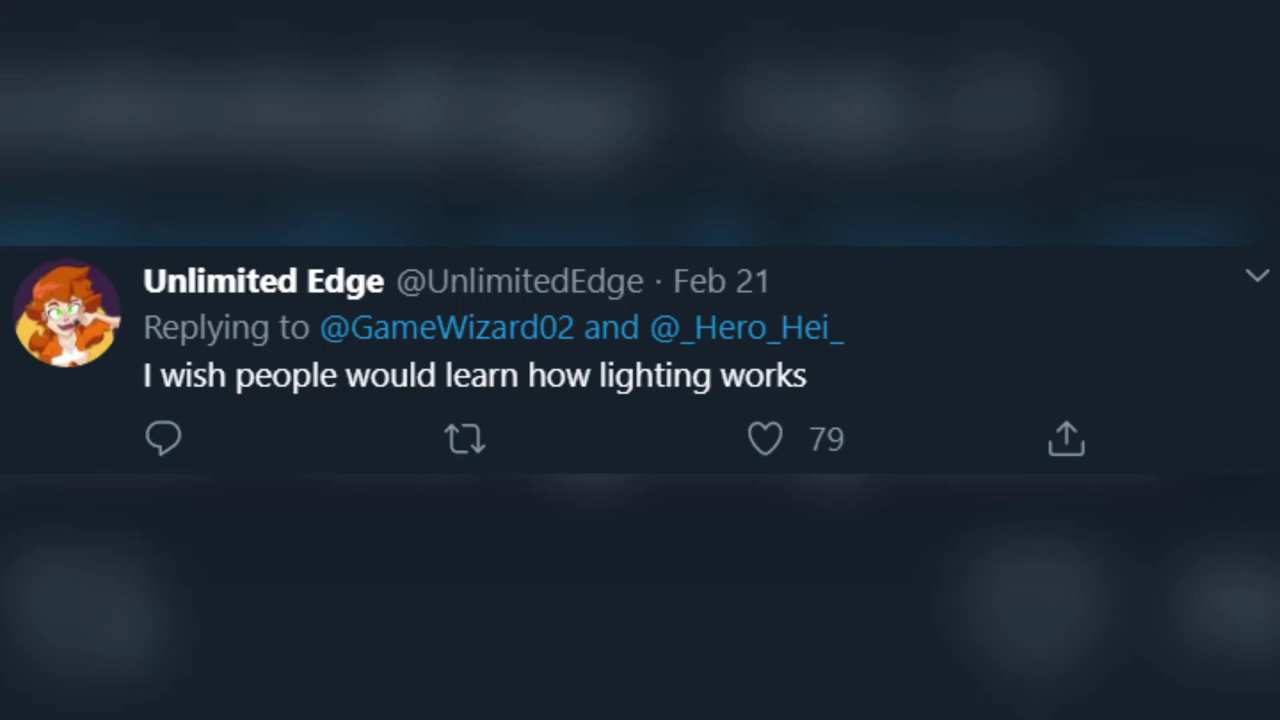 Unlimited Edge @UnlimitedEdge · Feb 21
Replying to @GameWizard02 and @_Hero_Hei_
I wish people would learn how lighting works
79